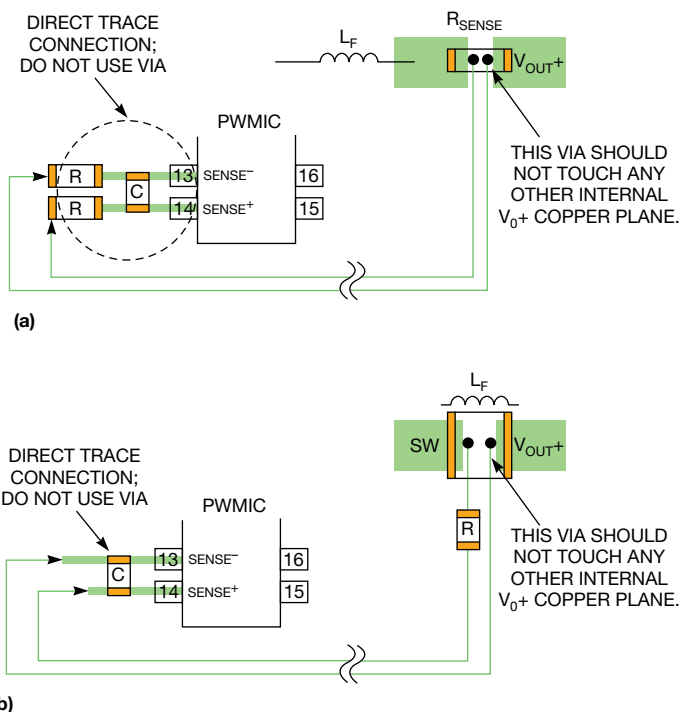 DIRECT TRACE
CONNECTION;
DO NOT USE VIA
LF
RSENSE
VOUT+
PWMIC
R
C
13
SENSE−
16
R
14
SENSE+
15
THIS VIA SHOULD
NOT TOUCH ANY
OTHER INTERNAL
V0+ COPPER PLANE.
(a)
LF
SW
VOUT+
DIRECT TRACE
CONNECTION;
DO NOT USE VIA
PWMIC
R
C
13
SENSE−
16
14
SENSE+
15
THIS VIA SHOULD
NOT TOUCH ANY
OTHER INTERNAL
V0+ COPPER PLANE.
b)